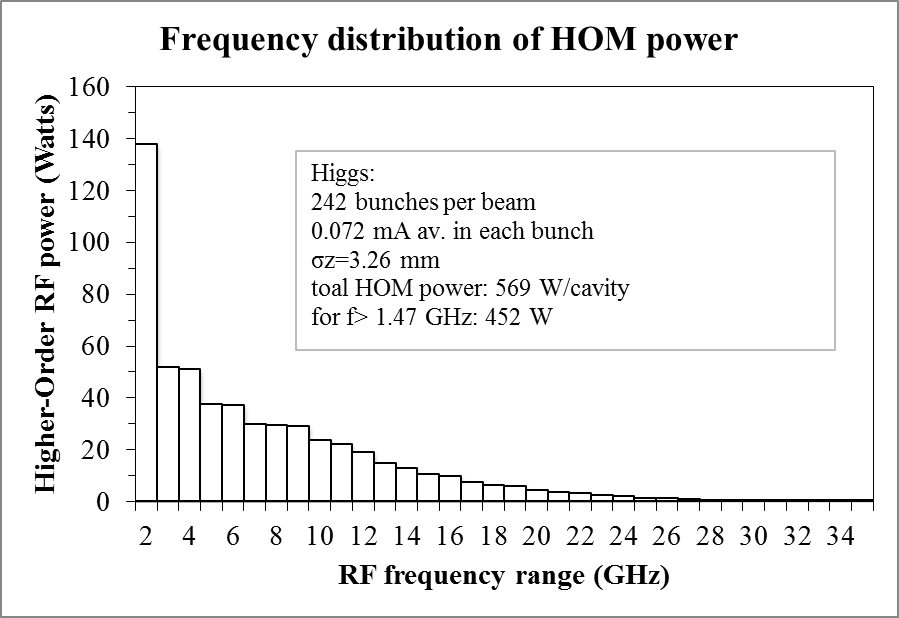 Frequency distribution of HOM power
Higher-Order RF power (Watts)
160
140
120
100
80
60
40
20
0
Higgs:
242 bunches per beam
0.072 mA av. in each bunch
σz=3.26 mm
toal HOM power: 569 W/cavity
for f> 1.47 GHz: 452 W
2 4 6 8 10 12 14 16 18 20 22 24 26 28 30 32 34
RF frequency range (GHz)